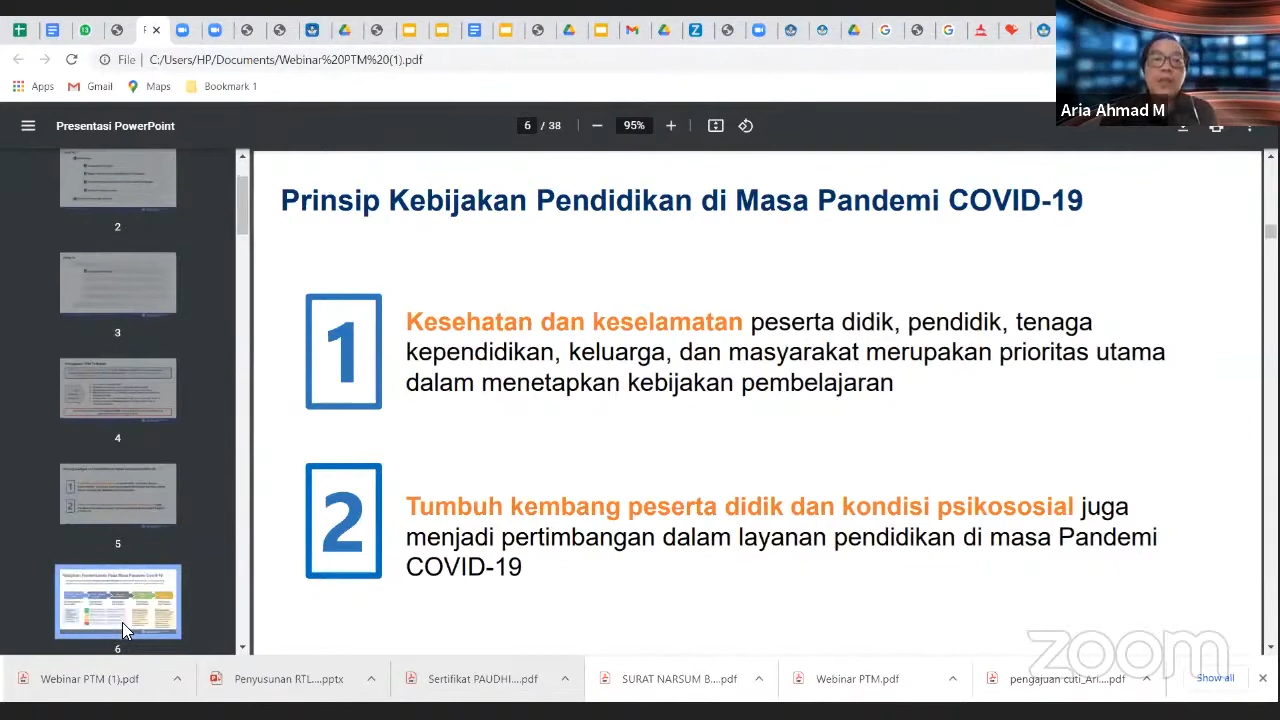 File C:/Users/HP/Documents/Webinar%20PTM%20(1).pdf
Apps Gmail Maps Bookmark 1
Aria Ahmad M
Presentasi PowerPoint 6 / 38 95%
Prinsip Kebijakan Pendidikan di Masa Pandemi COVID-19
1
Kesehatan dan keselamatan peserta didik, pendidik, tenaga
kependidikan, keluarga, dan masyarakat merupakan prioritas utama
dalam menetapkan kebijakan pembelajaran
2
Tumbuh kembang peserta didik dan kondisi psikososial juga
menjadi pertimbangan dalam layanan pendidikan di masa Pandemi
COVID-19
2
3
4
5
6
zoom
Webinar PTM (1).pdf Penyusunan RTL....pptx Sertifikat PAUDHI....pdf SURAT NARSUM B....pdf Webinar PTM.pdf pengajuan cuti_Ari....pdf Show all